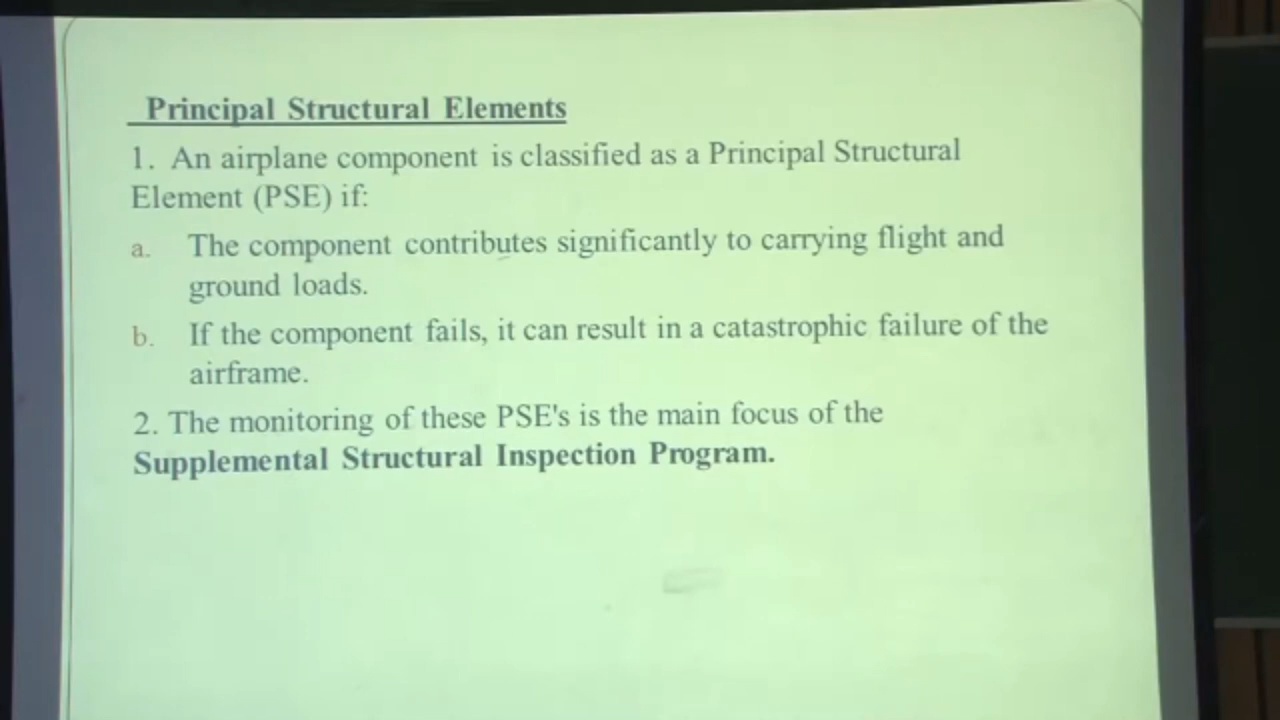 Principal Structural Elements
1. An airplane component is classified as a Principal Structural
Element (PSE) if:
a. The component contributes significantly to carrying flight and
ground loads.
b. If the component fails, it can result in a catastrophic failure of the
airframe.
2. The monitoring of these PSE's is the main focus of the
Supplemental Structural Inspection Program.